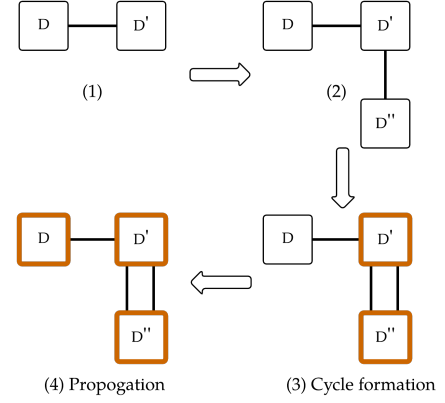 D D' D D'
(1) (2)
D''
D D' D D'
D'' D''
(4) Propogation (3) Cycle formation